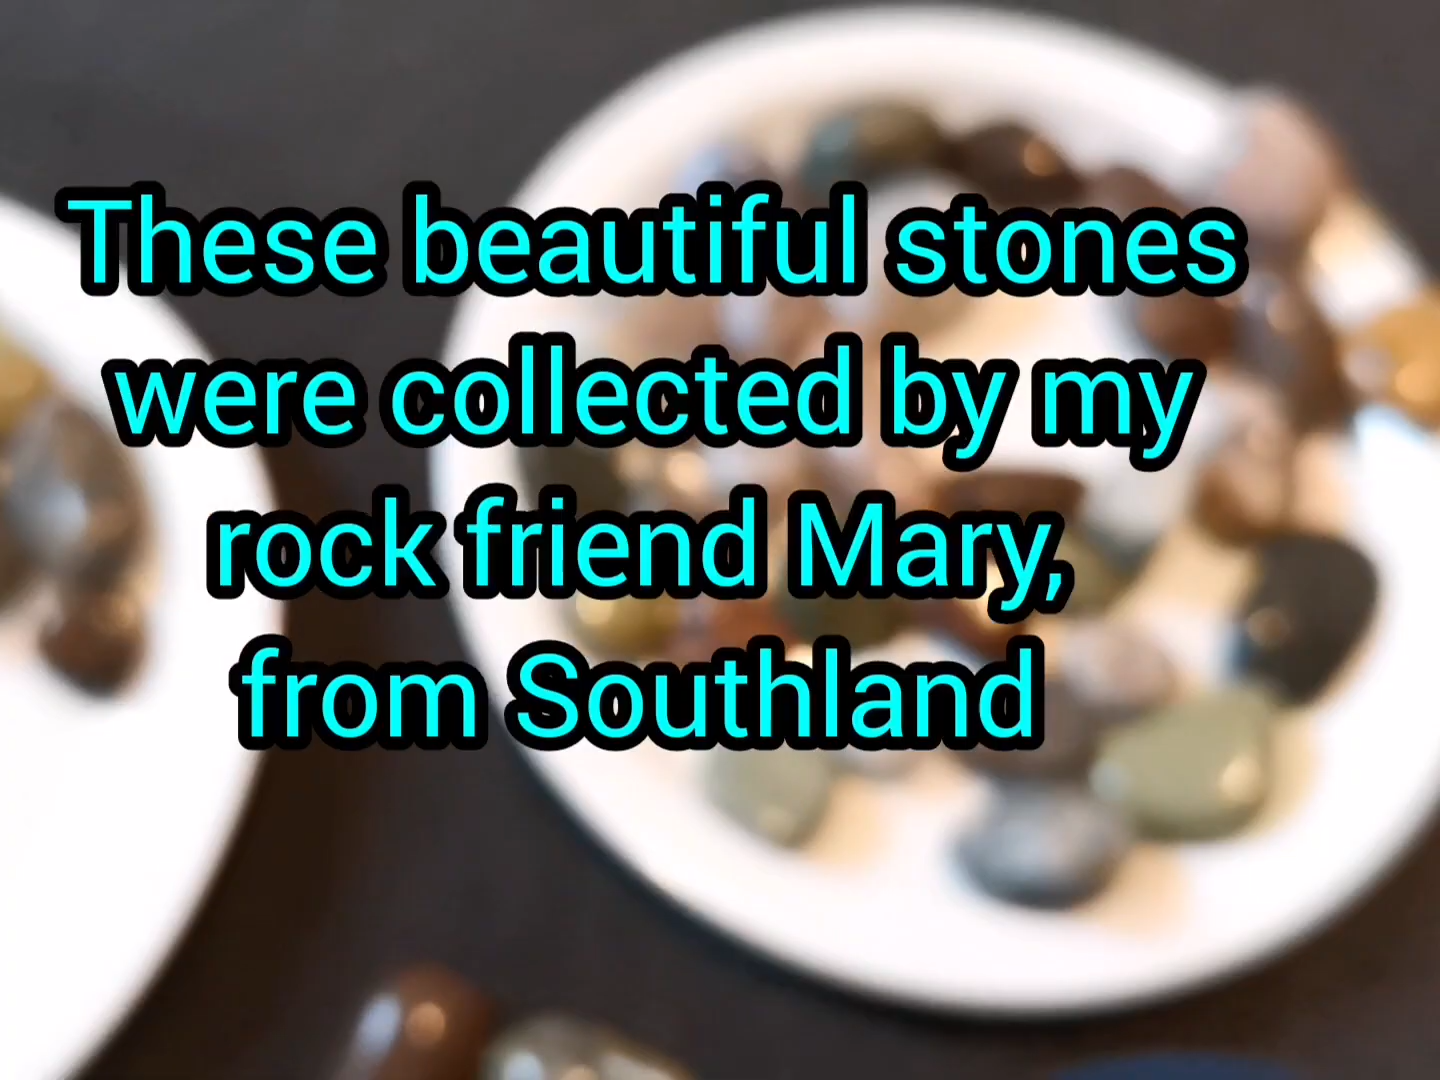 These beautiful stones
were collected by my
rock friend Mary,
from Southland